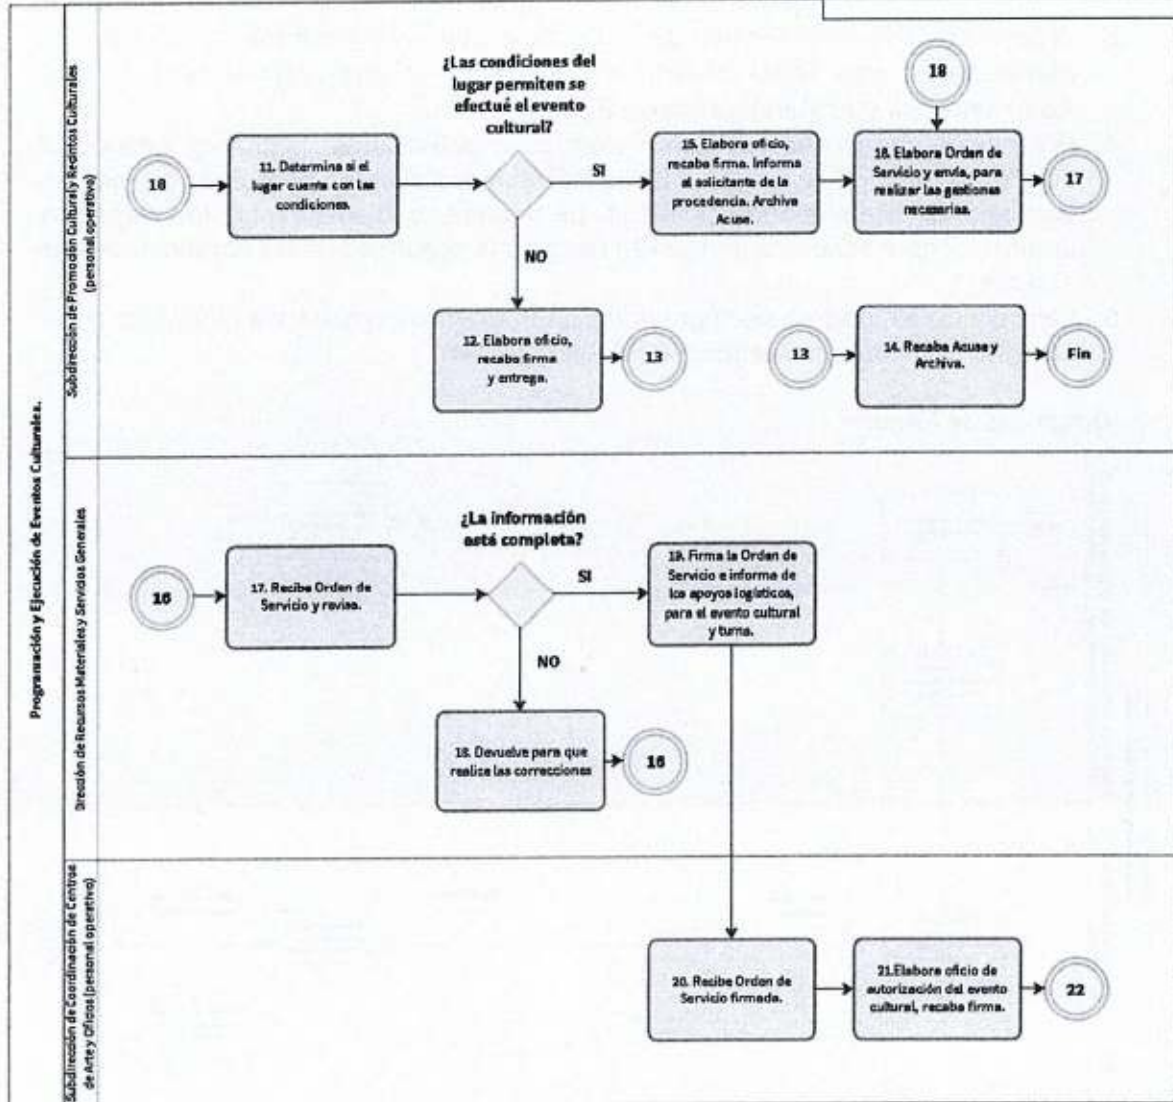 Programación y Ejecución de Eventos Culturales.
Subdirección de Promoción Cultural y Recintos Culturales
(personal operativo)
¿Las condiciones del
lugar permiten se
efectué el evento
cultural?
18
10
11. Determina si el
lugar cuenta con las
condiciones.
SI
15. Elabora oficio,
recaba firma. Informa
al solicitante de la
procedencia. Archiva
Acuse.
16. Elabora Orden de
Servicio y envía, para
realizar las gestiones
necesarias.
17
NO
12. Elabora oficio,
recaba firma
y entrega.
13
13
14. Recaba Acuse y
Archiva.
Fin
Dirección de Recursos Materiales y Servicios Generales
¿La información
está completa?
16
17. Recibe Orden de
Servicio y revisa.
SI
19. Firma la Orden de
Servicio e informa de
los apoyos logísticos,
para el evento cultural
y turna.
NO
18. Devuelve para que
realize las correcciones
16
Subdirección de Coordinación de Centros
de Arte y Oficios (personal operativo)
20. Recibe Orden de
Servicio firmada.
21.Elabora oficio de
autorización del evento
cultural, recaba firma.
22